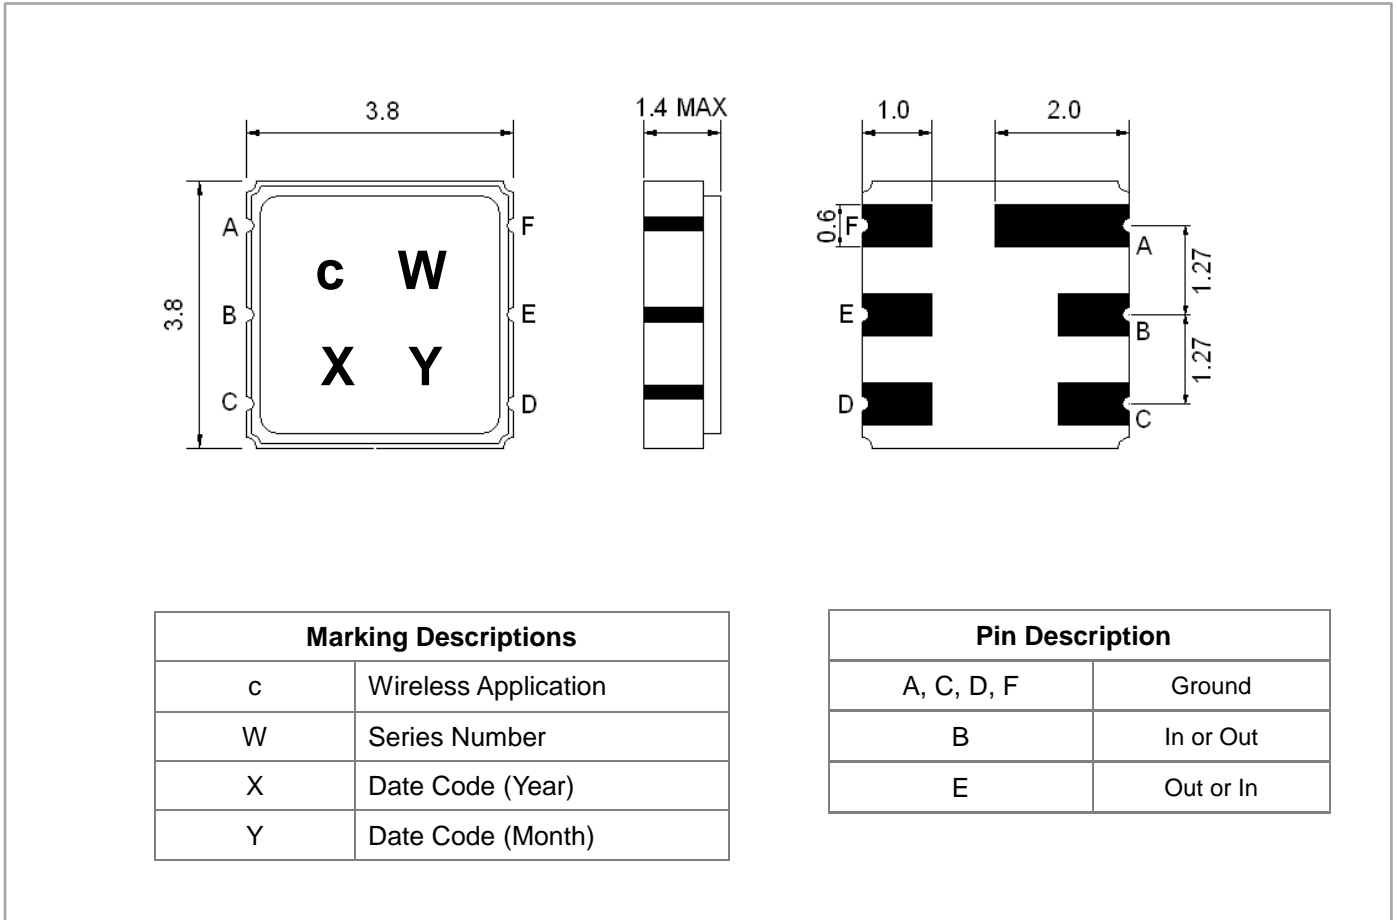 3.8
1.4 MAX
1.0
2.0
3.8
A
F
B
E
C
D
c W
X Y
0.6
F
A
E
B
D
C
1.27
1.27
Marking Descriptions
c Wireless Application
W Series Number
X Date Code (Year)
Y Date Code (Month)
Pin Description
A, C, D, F Ground
B In or Out
E Out or In